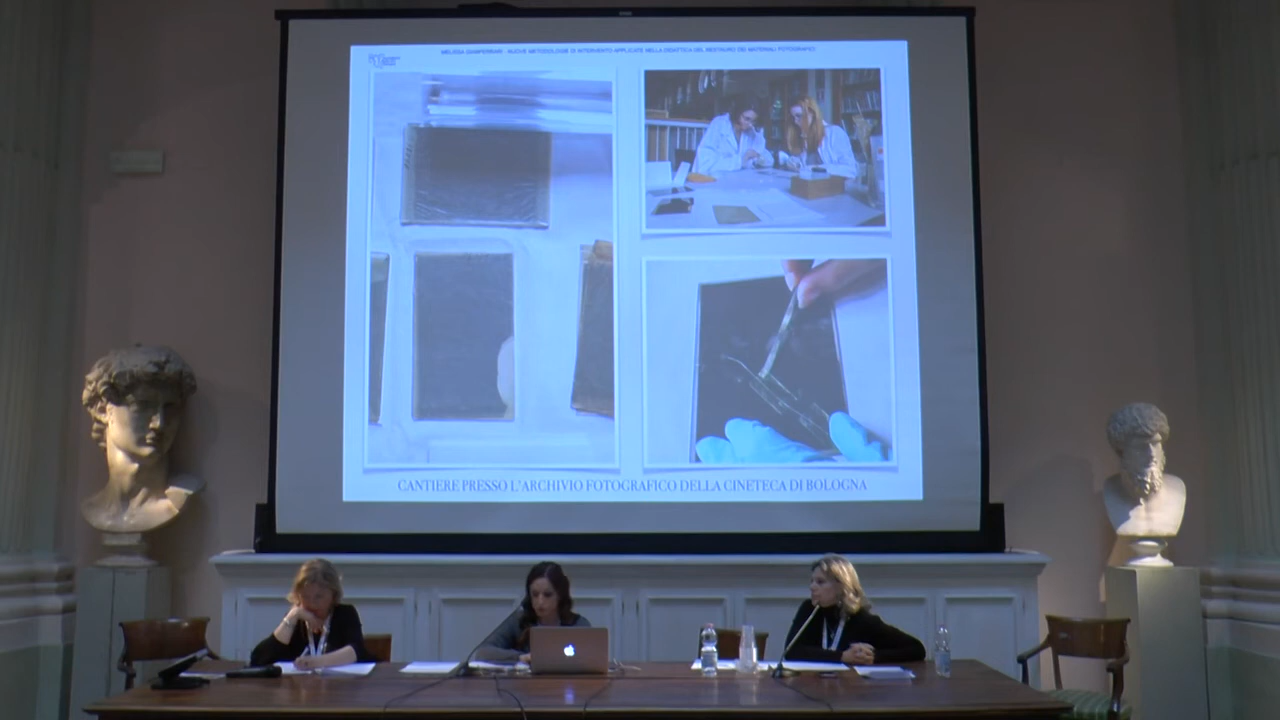 MELISSA GIANFERRARI - NUOVE METODOLOGIE DI INTERVENTO APPLICATE NELLA DIDATTICA DEL RESTAURO DEI MATERIALI FOTOGRAFICI
CANTIERE PRESSO L'ARCHIVIO FOTOGRAFICO DELLA CINETECA DI BOLOGNA